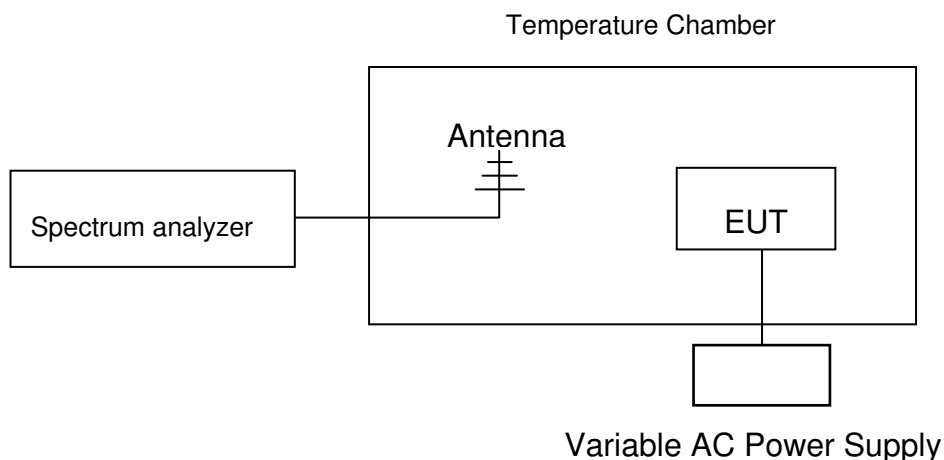 Temperature Chamber
Antenna
Spectrum analyzer
EUT
Variable AC Power Supply